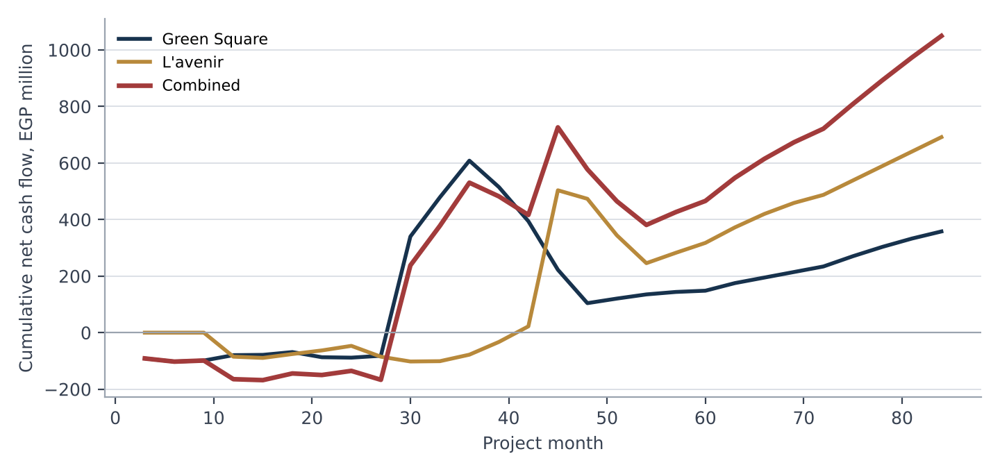 Green Square
L'avenir
Combined
Cumulative net cash flow, EGP million
1000
800
600
400
200
0
−200
0 10 20 30 40 50 60 70 80
Project month